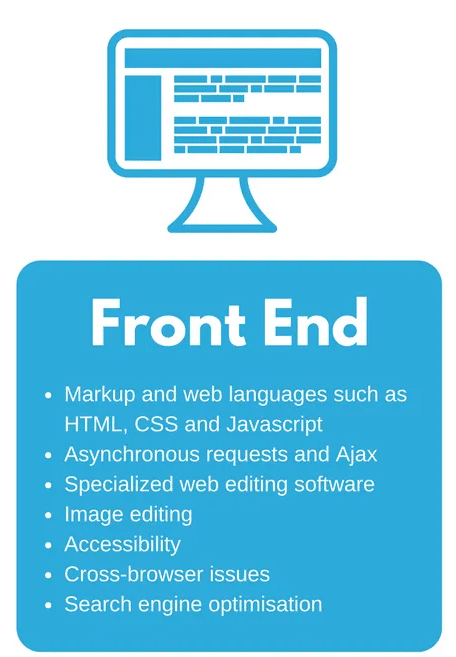 Front End
• Markup and web languages such as
HTML, CSS and Javascript
• Asynchronous requests and Ajax
• Specialized web editing software
• Image editing
• Accessibility
• Cross-browser issues
• Search engine optimisation